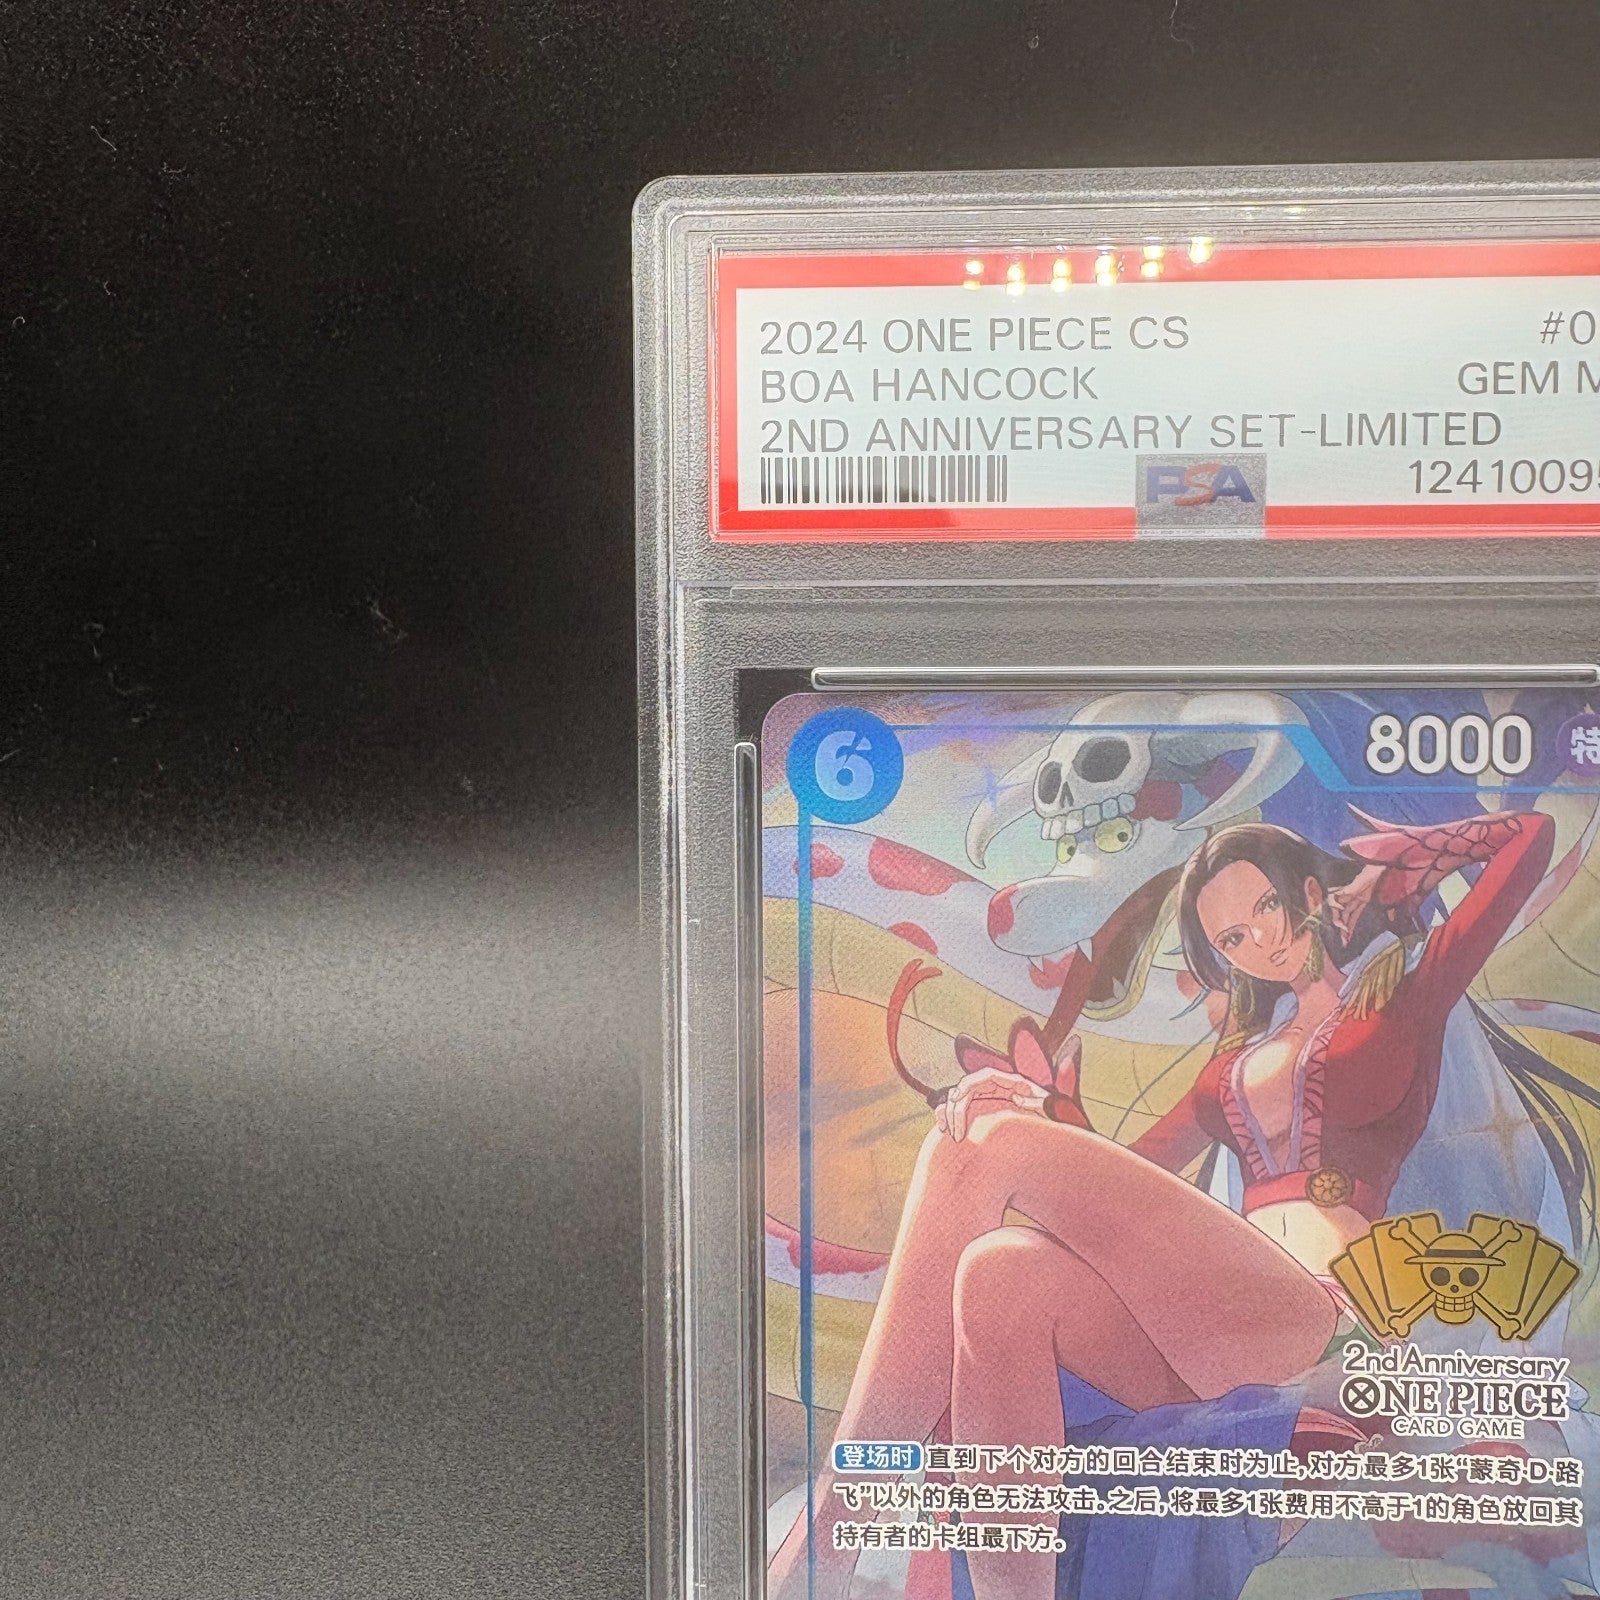 2024 ONE PIECE CS #0
BOA HANCOCK GEM M
2ND ANNIVERSARY SET-LIMITED
PSA 12410095
6 8000 特
2nd Anniversary
ONE PIECE
CARD GAME
登场时 直到下个对方的回合结束时为止,对方最多1张“蒙奇·D·路
飞”以外的角色无法攻击。之后,将最多1张费用不高于1的角色放回其
持有者的卡组最下方。